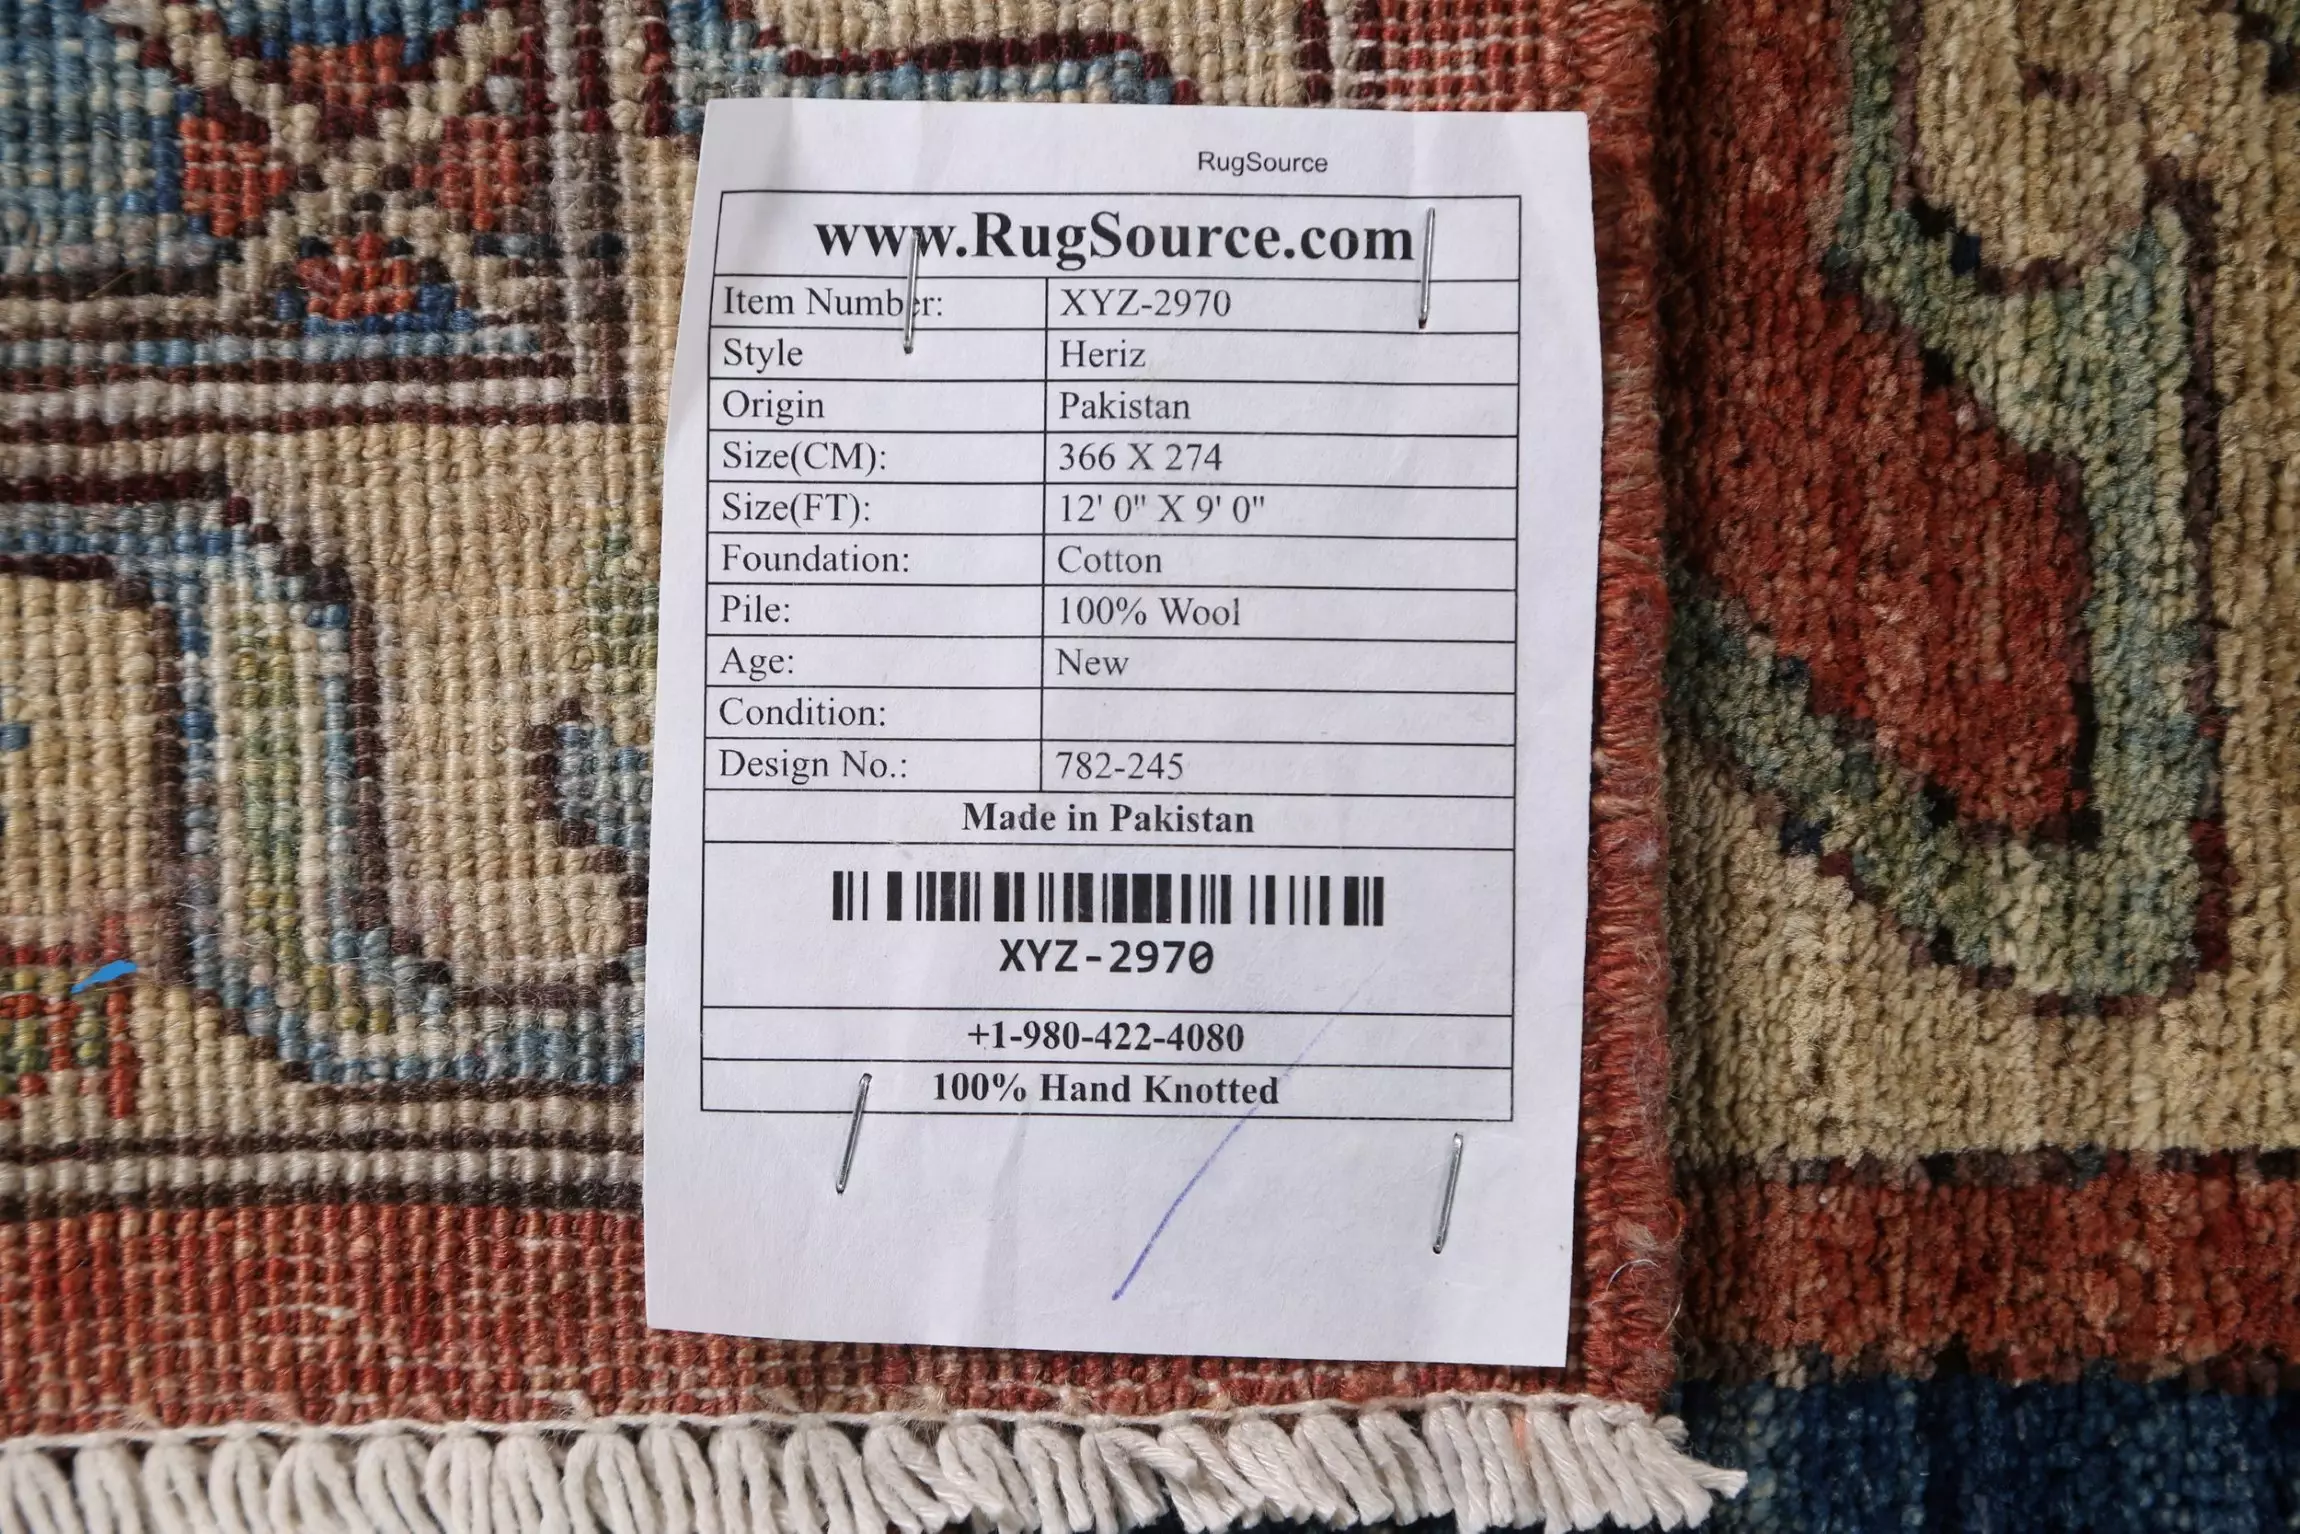 RugSource
www.RugSource.com
Item Number: XYZ-2970
Style Heriz
Origin Pakistan
Size(CM): 366 X 274
Size(FT): 12' 0" X 9' 0"
Foundation: Cotton
Pile: 100% Wool
Age: New
Condition:
Design No.: 782-245
Made in Pakistan
XYZ-2970
+1-980-422-4080
100% Hand Knotted